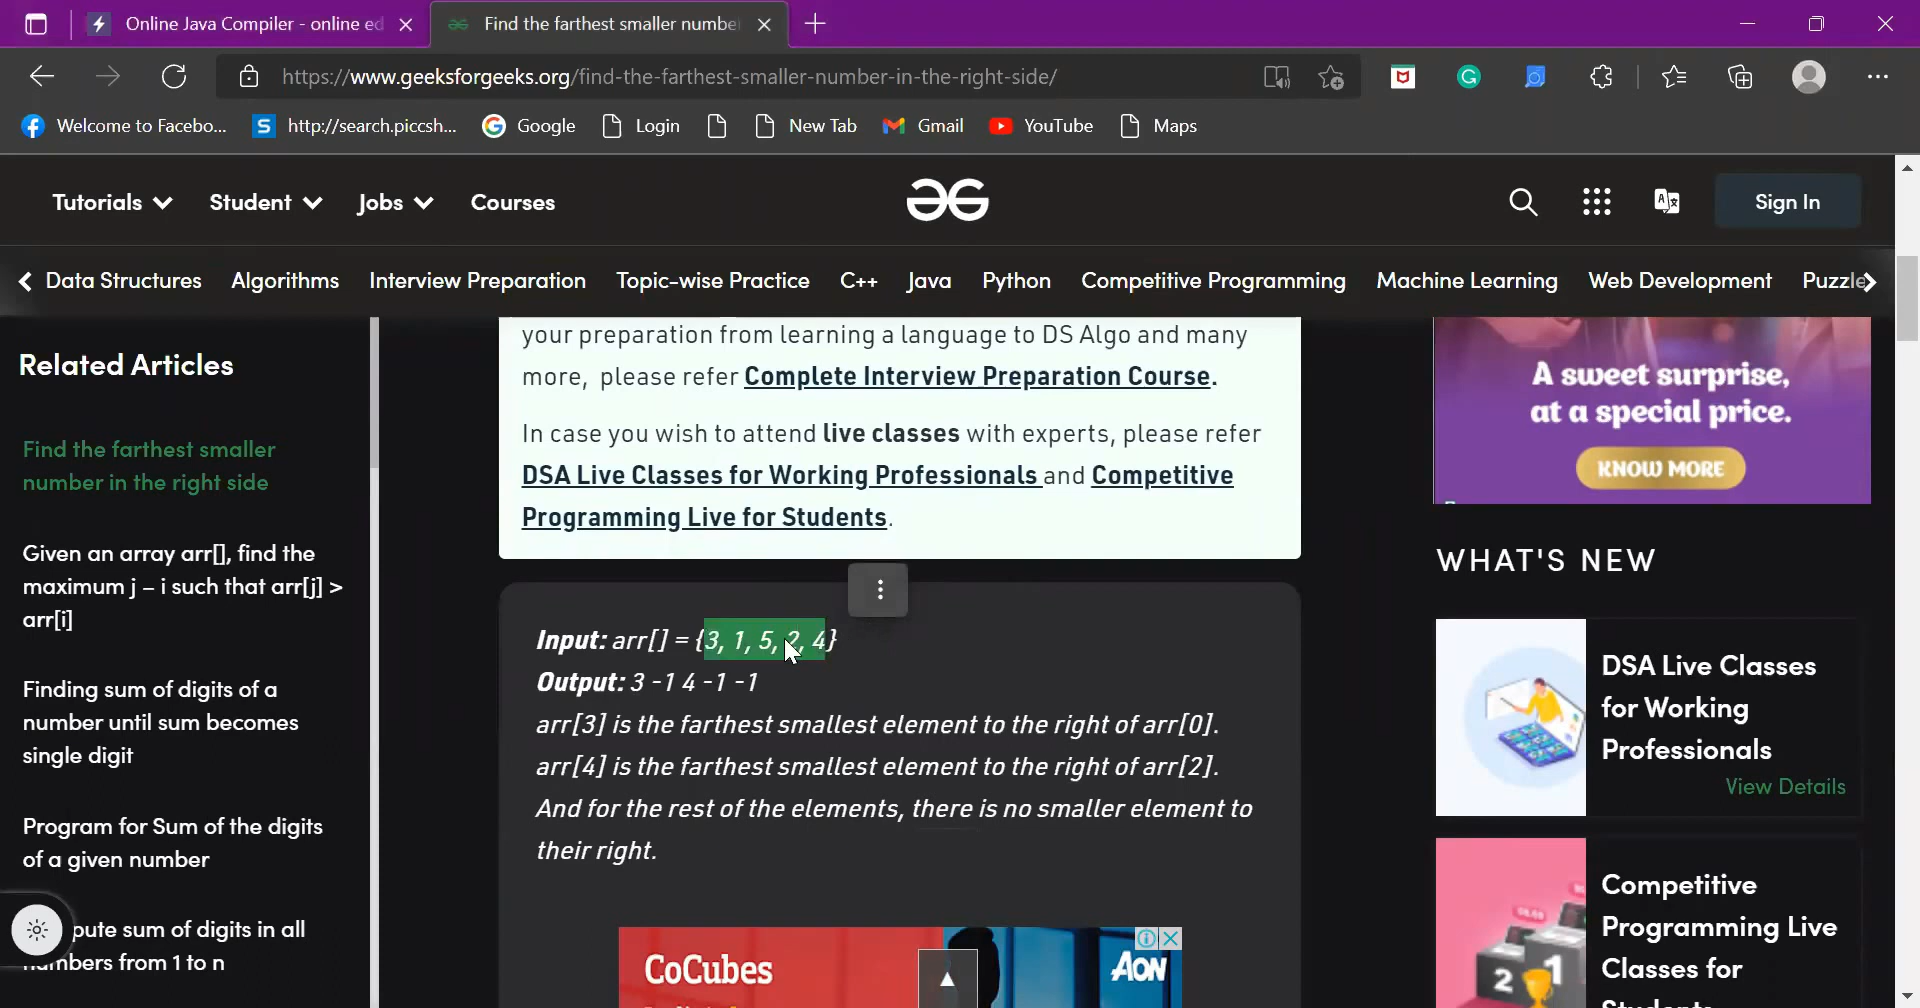 Online Java Compiler - online ed
Find the farthest smaller numbe
https://www.geeksforgeeks.org/find-the-farthest-smaller-number-in-the-right-side/
Welcome to Facebo...
http://search.piccsh...
Google
Login
New Tab
Gmail
YouTube
Maps
Tutorials
Student
Jobs
Courses
Sign In
Data Structures
Algorithms
Interview Preparation
Topic-wise Practice
C++
Java
Python
Competitive Programming
Machine Learning
Web Development
Puzzle
Related Articles
Find the farthest smaller
number in the right side
Given an array arr[], find the
maximum j – i such that arr[j] >
arr[i]
Finding sum of digits of a
number until sum becomes
single digit
Program for Sum of the digits
of a given number
pute sum of digits in all
numbers from 1 to n
your preparation from learning a language to DS Algo and many
more, please refer Complete Interview Preparation Course.
In case you wish to attend live classes with experts, please refer
DSA Live Classes for Working Professionals and Competitive
Programming Live for Students.
Input: arr[] = {3, 1, 5, 2, 4}
Output: 3 -1 4 -1 -1
arr[3] is the farthest smallest element to the right of arr[0].
arr[4] is the farthest smallest element to the right of arr[2].
And for the rest of the elements, there is no smaller element to
their right.
CoCubes
AON
A sweet surprise,
at a special price.
KNOW MORE
WHAT'S NEW
DSA Live Classes
for Working
Professionals
View Details
2 1
Competitive
Programming Live
Classes for